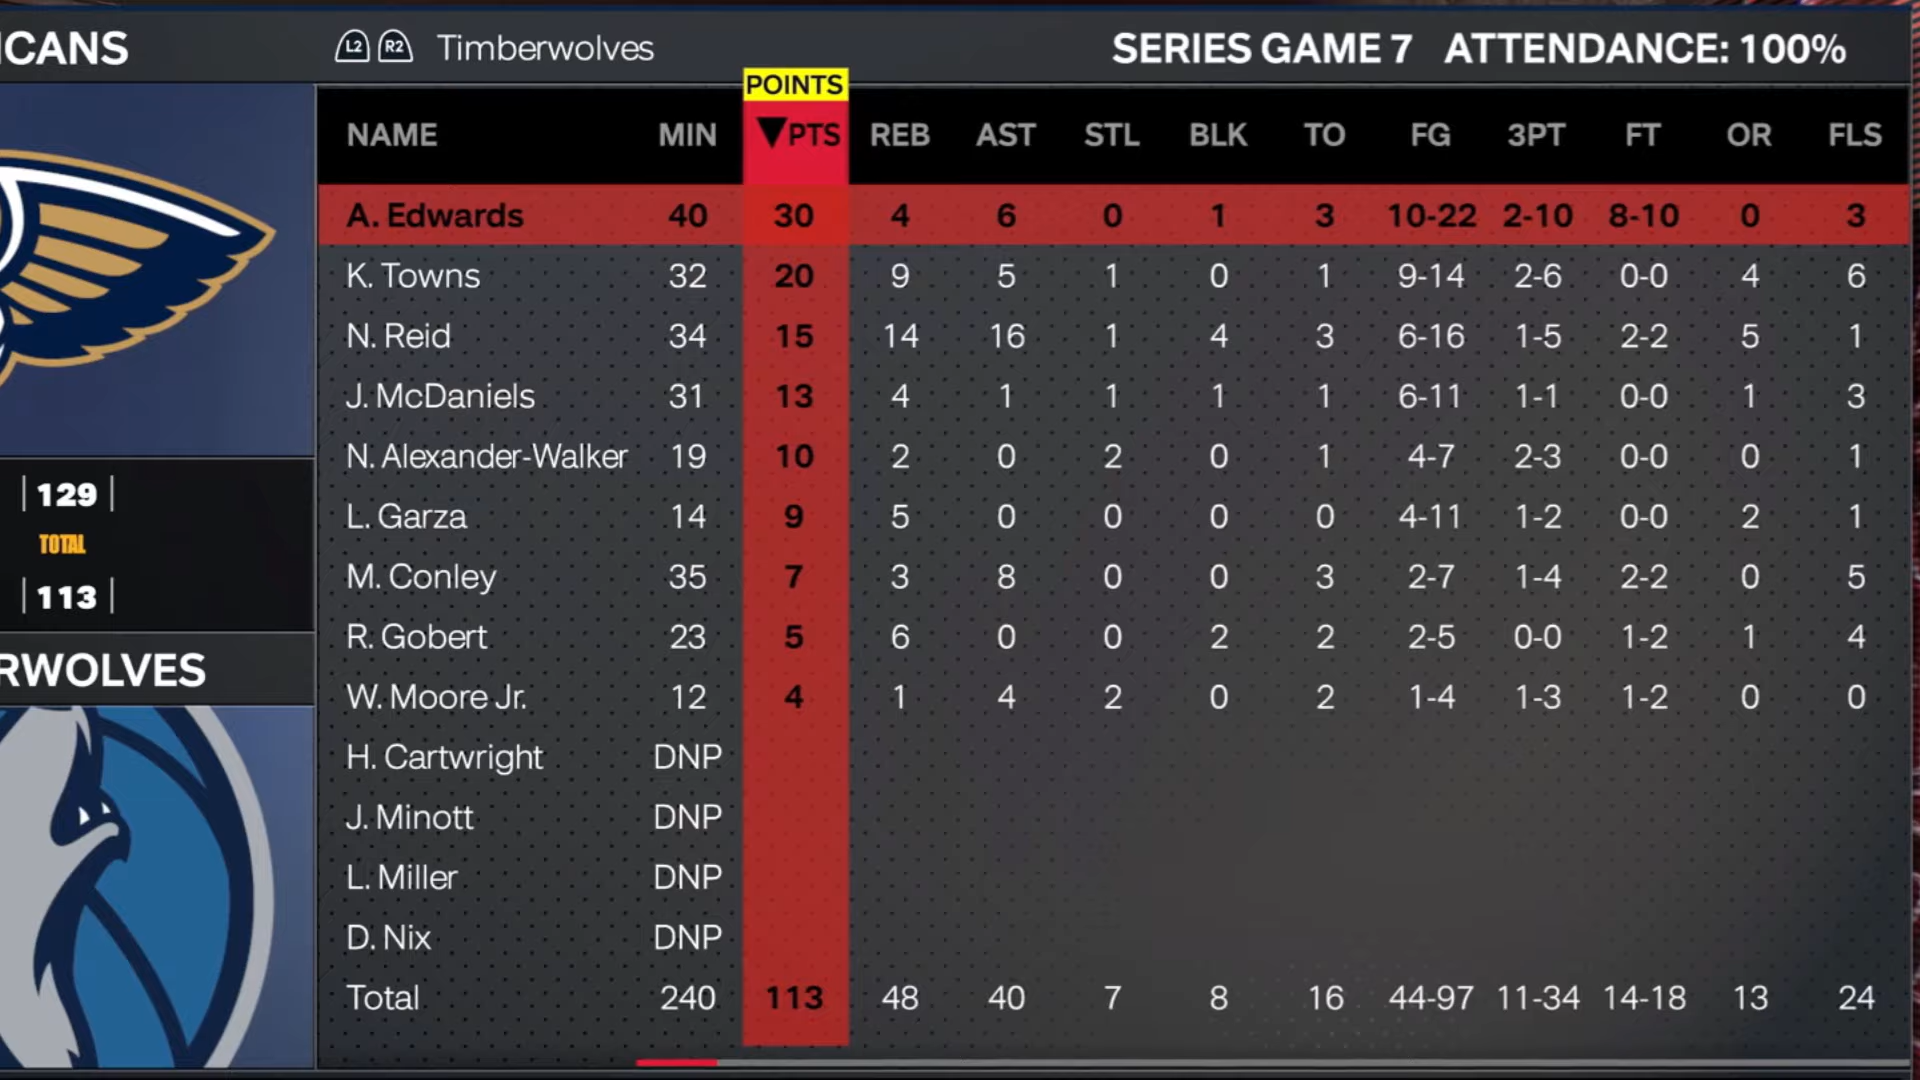 ICANS
L2 R2 Timberwolves
SERIES GAME 7 ATTENDANCE: 100%
POINTS
NAME MIN ▼PTS REB AST STL BLK TO FG 3PT FT OR FLS
A. Edwards 40 30 4 6 0 1 3 10-22 2-10 8-10 0 3
K. Towns 32 20 9 5 1 0 1 9-14 2-6 0-0 4 6
N. Reid 34 15 14 16 1 4 3 6-16 1-5 2-2 5 1
J. McDaniels 31 13 4 1 1 1 1 6-11 1-1 0-0 1 3
N. Alexander-Walker 19 10 2 0 2 0 1 4-7 2-3 0-0 0 1
L. Garza 14 9 5 0 0 0 0 4-11 1-2 0-0 2 1
M. Conley 35 7 3 8 0 0 3 2-7 1-4 2-2 0 5
R. Gobert 23 5 6 0 0 2 2 2-5 0-0 1-2 1 4
W. Moore Jr. 12 4 1 4 2 0 2 1-4 1-3 1-2 0 0
H. Cartwright DNP
J. Minott DNP
L. Miller DNP
D. Nix DNP
Total 240 113 48 40 7 8 16 44-97 11-34 14-18 13 24
129
TOTAL
113
RWOLVES